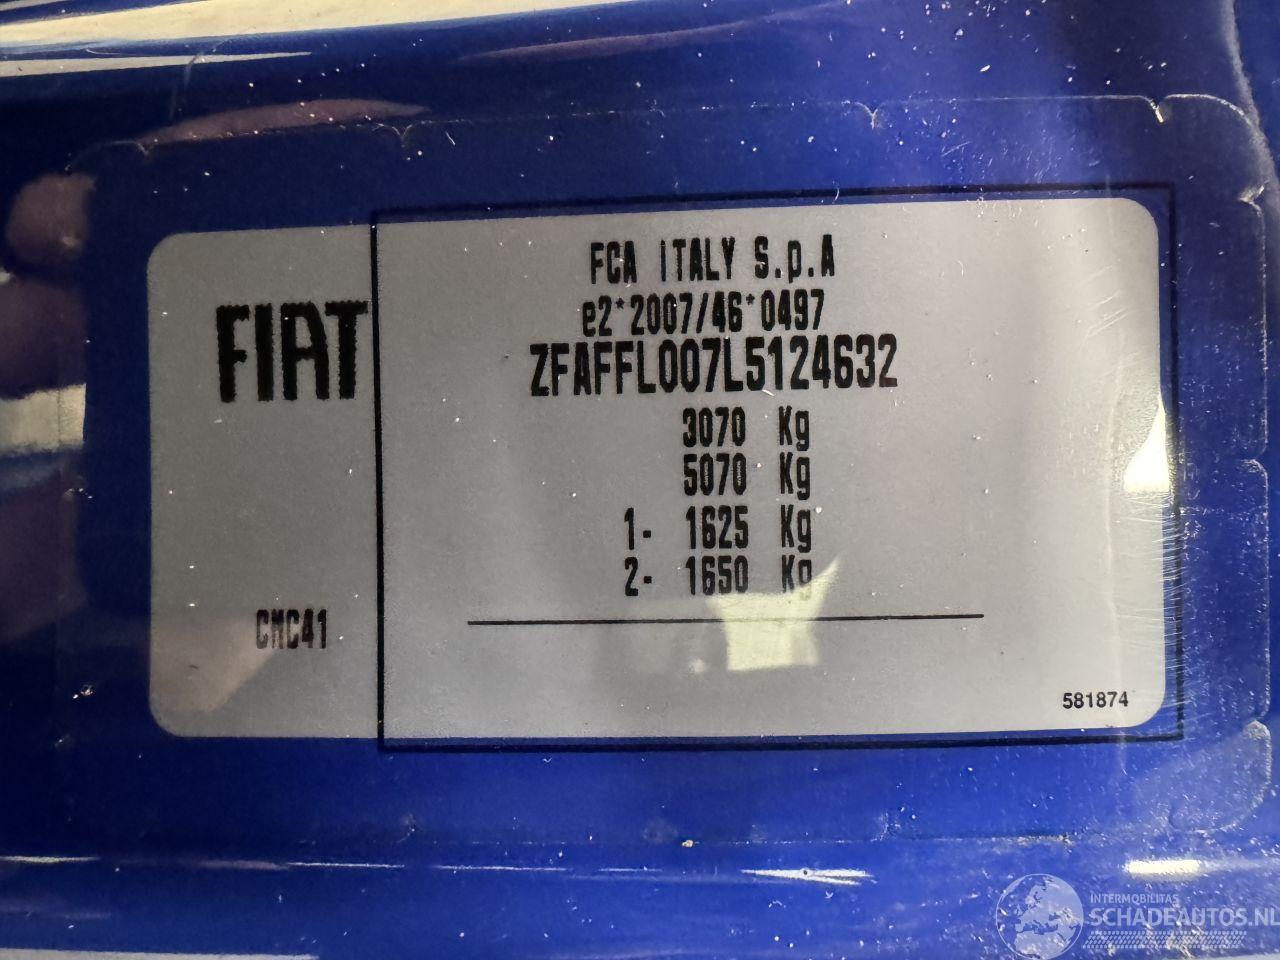 FIAT
FCA ITALY S.p.A
e2*2007/46*0497
ZFAFFL007L5124632
3070 Kg
5070 Kg
1- 1625 Kg
2- 1650 Kg
CMC41
581874
INTERMOBILITAS
SCHADEAUTOS.NL